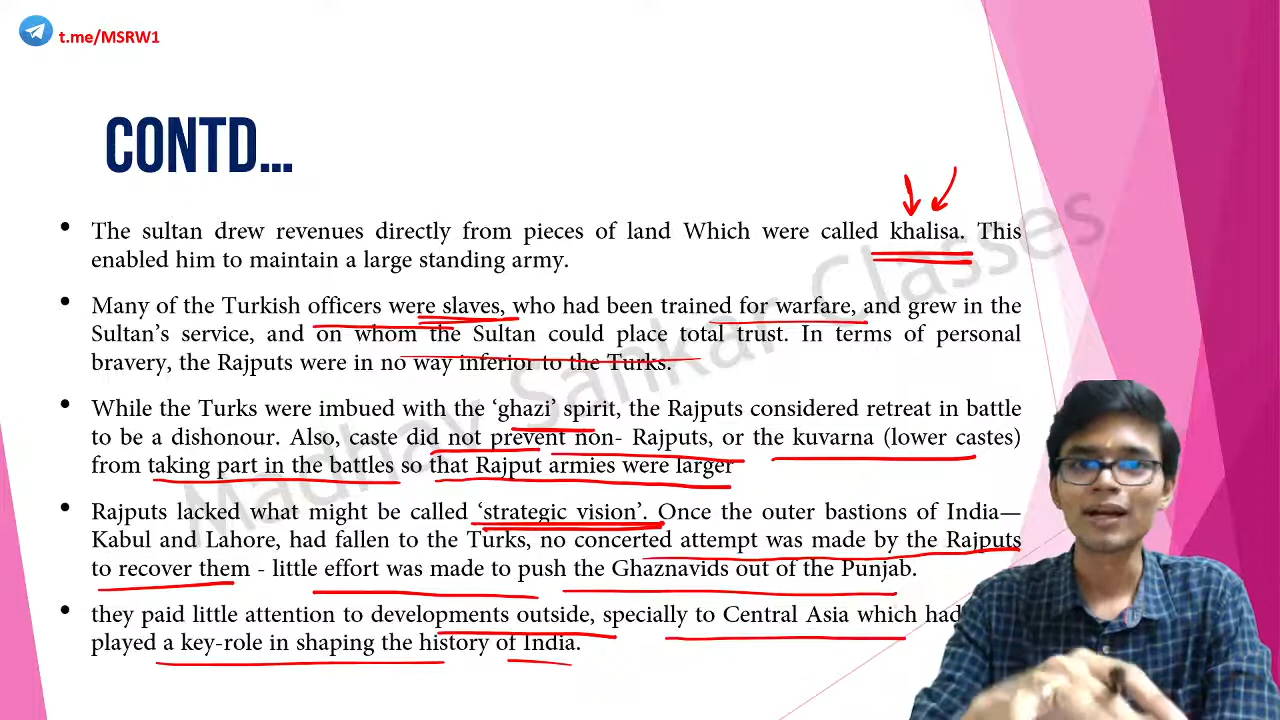 t.me/MSRW1
CONTD...
• The sultan drew revenues directly from pieces of land Which were called khalisa. This
enabled him to maintain a large standing army.
• Many of the Turkish officers were slaves, who had been trained for warfare, and grew in the
Sultan's service, and on whom the Sultan could place total trust. In terms of personal
bravery, the Rajputs were in no way inferior to the Turks.
• While the Turks were imbued with the ‘ghazi’ spirit, the Rajputs considered retreat in battle
to be a dishonour. Also, caste did not prevent non- Rajputs, or the kuvarna (lower castes)
from taking part in the battles so that Rajput armies were larger
• Rajputs lacked what might be called ‘strategic vision’. Once the outer bastions of India—
Kabul and Lahore, had fallen to the Turks, no concerted attempt was made by the Rajputs
to recover them - little effort was made to push the Ghaznavids out of the Punjab.
• they paid little attention to developments outside, specially to Central Asia which had
played a key-role in shaping the history of India.
Madhav Sankar Classes